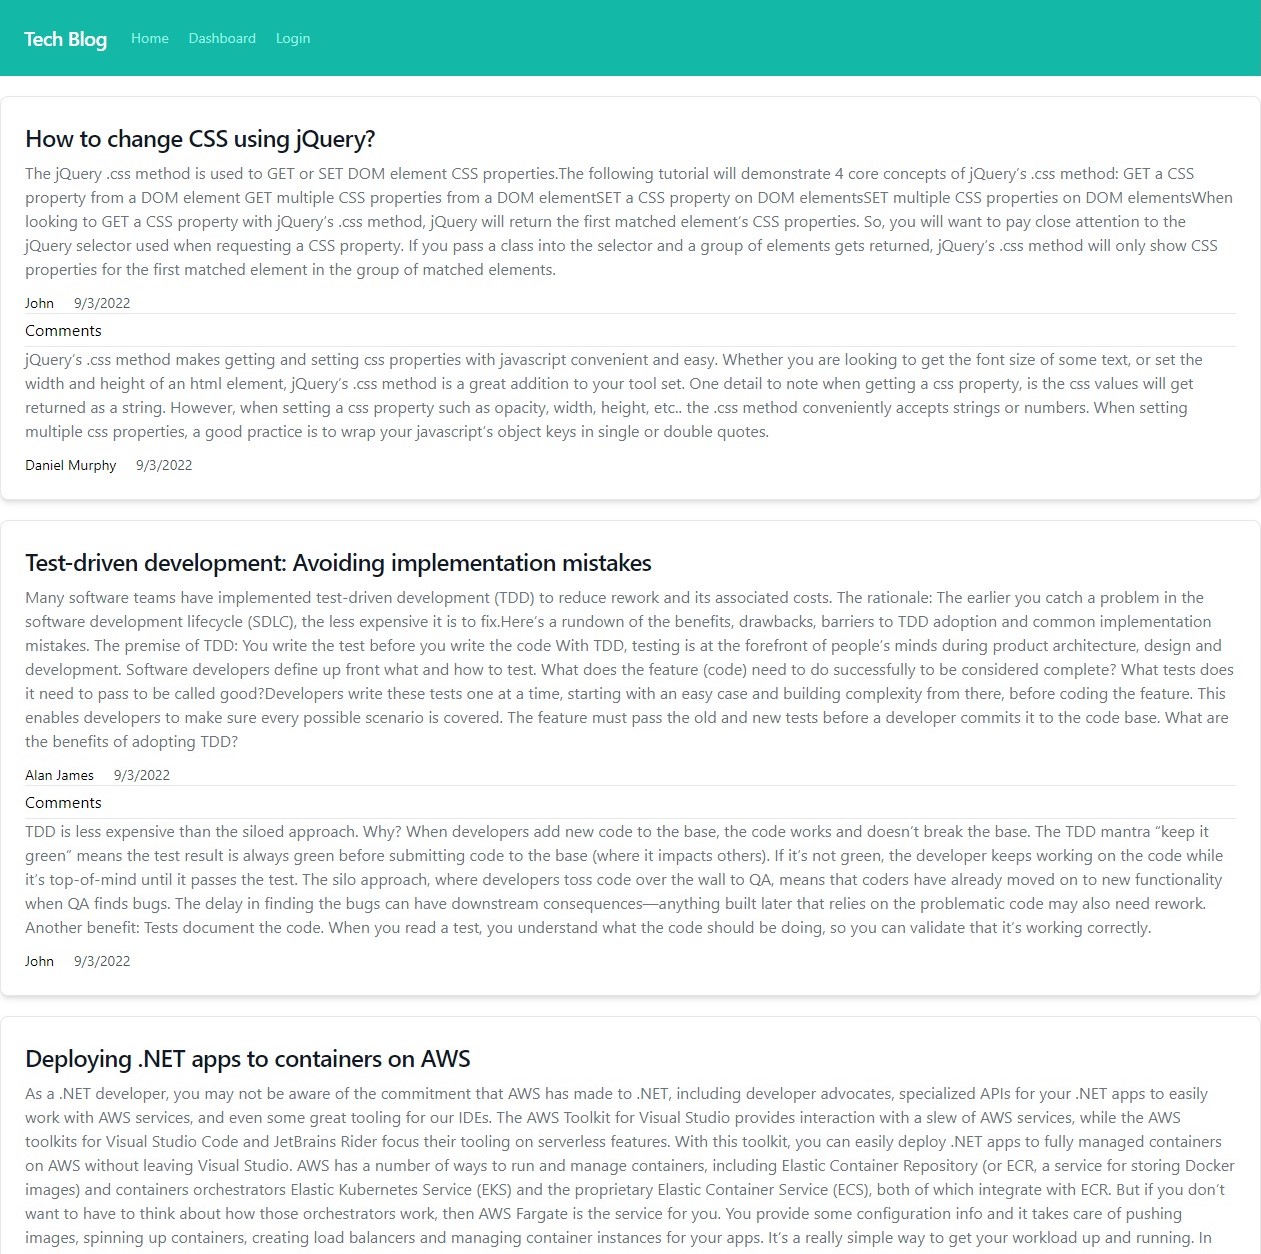 Tech Blog Home Dashboard Login
How to change CSS using jQuery?
The jQuery .css method is used to GET or SET DOM element CSS properties.The following tutorial will demonstrate 4 core concepts of jQuery’s .css method: GET a CSS
property from a DOM element GET multiple CSS properties from a DOM elementSET a CSS property on DOM elementsSET multiple CSS properties on DOM elementsWhen
looking to GET a CSS property with jQuery’s .css method, jQuery will return the first matched element’s CSS properties. So, you will want to pay close attention to the
jQuery selector used when requesting a CSS property. If you pass a class into the selector and a group of elements gets returned, jQuery’s .css method will only show CSS
properties for the first matched element in the group of matched elements.
John 9/3/2022
Comments
jQuery’s .css method makes getting and setting css properties with javascript convenient and easy. Whether you are looking to get the font size of some text, or set the
width and height of an html element, jQuery’s .css method is a great addition to your tool set. One detail to note when getting a css property, is the css values will get
returned as a string. However, when setting a css property such as opacity, width, height, etc.. the .css method conveniently accepts strings or numbers. When setting
multiple css properties, a good practice is to wrap your javascript’s object keys in single or double quotes.
Daniel Murphy 9/3/2022
Test-driven development: Avoiding implementation mistakes
Many software teams have implemented test-driven development (TDD) to reduce rework and its associated costs. The rationale: The earlier you catch a problem in the
software development lifecycle (SDLC), the less expensive it is to fix.Here’s a rundown of the benefits, drawbacks, barriers to TDD adoption and common implementation
mistakes. The premise of TDD: You write the test before you write the code With TDD, testing is at the forefront of people’s minds during product architecture, design and
development. Software developers define up front what and how to test. What does the feature (code) need to do successfully to be considered complete? What tests does
it need to pass to be called good?Developers write these tests one at a time, starting with an easy case and building complexity from there, before coding the feature. This
enables developers to make sure every possible scenario is covered. The feature must pass the old and new tests before a developer commits it to the code base. What are
the benefits of adopting TDD?
Alan James 9/3/2022
Comments
TDD is less expensive than the siloed approach. Why? When developers add new code to the base, the code works and doesn’t break the base. The TDD mantra “keep it
green” means the test result is always green before submitting code to the base (where it impacts others). If it’s not green, the developer keeps working on the code while
it’s top-of-mind until it passes the test. The silo approach, where developers toss code over the wall to QA, means that coders have already moved on to new functionality
when QA finds bugs. The delay in finding the bugs can have downstream consequences—anything built later that relies on the problematic code may also need rework.
Another benefit: Tests document the code. When you read a test, you understand what the code should be doing, so you can validate that it’s working correctly.
John 9/3/2022
Deploying .NET apps to containers on AWS
As a .NET developer, you may not be aware of the commitment that AWS has made to .NET, including developer advocates, specialized APIs for your .NET apps to easily
work with AWS services, and even some great tooling for our IDEs. The AWS Toolkit for Visual Studio provides interaction with a slew of AWS services, while the AWS
toolkits for Visual Studio Code and JetBrains Rider focus their tooling on serverless features. With this toolkit, you can easily deploy .NET apps to fully managed containers
on AWS without leaving Visual Studio. AWS has a number of ways to run and manage containers, including Elastic Container Repository (or ECR, a service for storing Docker
images) and containers orchestrators Elastic Kubernetes Service (EKS) and the proprietary Elastic Container Service (ECS), both of which integrate with ECR. But if you don’t
want to have to think about how those orchestrators work, then AWS Fargate is the service for you. You provide some configuration info and it takes care of pushing
images, spinning up containers, creating load balancers and managing container instances for your apps. It’s a really simple way to get your workload up and running. In